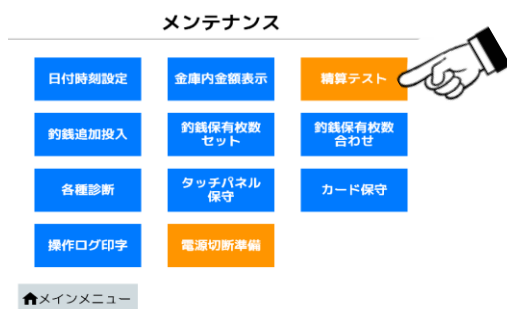 メンテナンス
日付時刻設定
金庫内金額表示
精算テスト
釣銭追加投入
釣銭保有枚数
セット
釣銭保有枚数
合わせ
各種診断
タッチパネル
保守
カード保守
操作ログ印字
電源切断準備
メインメニュー